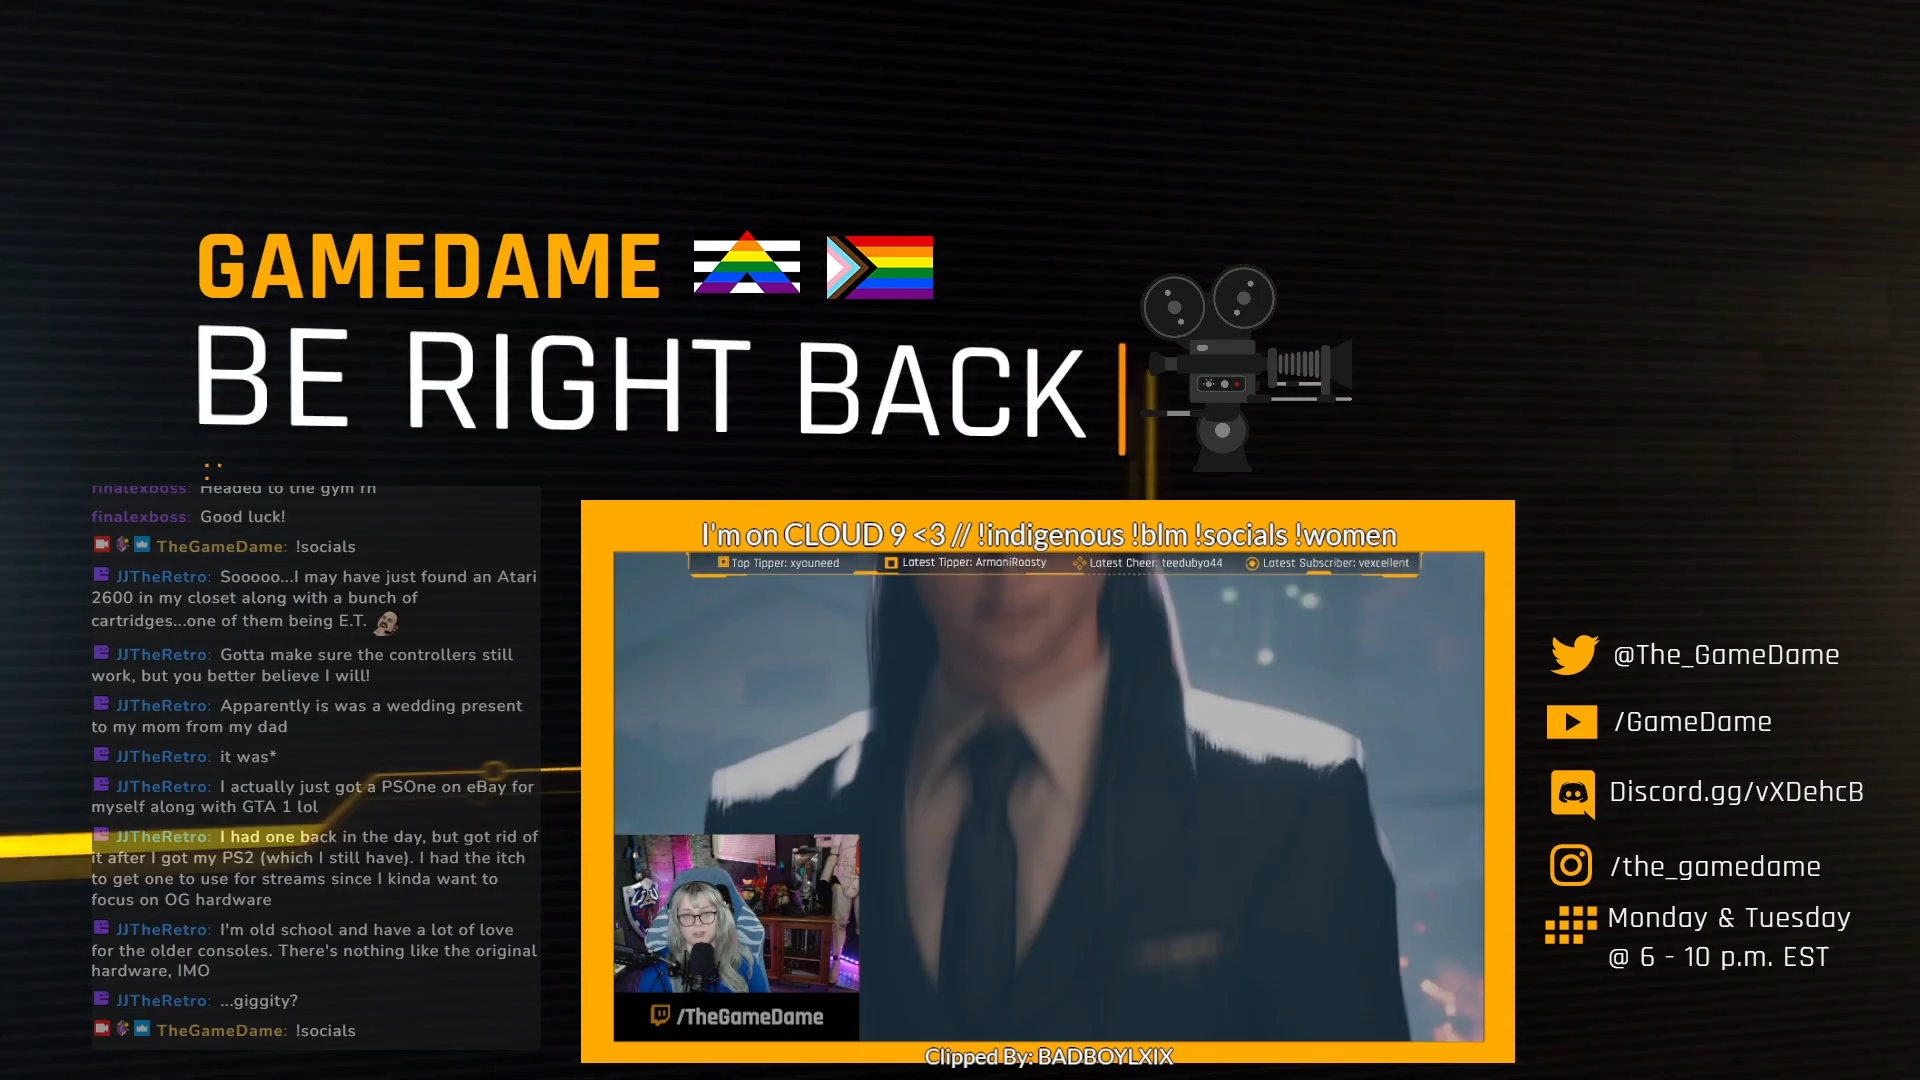 GAMEDAME
BE RIGHT BACK
finalexboss: Headed to the gym rn
finalexboss: Good luck!
TheGameDame: !socials
JJTheRetro: Sooooo...I may have just found an Atari
2600 in my closet along with a bunch of
cartridges...one of them being E.T.
JJTheRetro: Gotta make sure the controllers still
work, but you better believe I will!
JJTheRetro: Apparently is was a wedding present
to my mom from my dad
JJTheRetro: it was*
JJTheRetro: I actually just got a PSOne on eBay for
myself along with GTA 1 lol
JJTheRetro: I had one back in the day, but got rid of
it after I got my PS2 (which I still have). I had the itch
to get one to use for streams since I kinda want to
focus on OG hardware
JJTheRetro: I'm old school and have a lot of love
for the older consoles. There's nothing like the original
hardware, IMO
JJTheRetro: ...giggity?
TheGameDame: !socials
I'm on CLOUD 9 <3 // !indigenous !blm !socials !women
Top Tipper: xyouneed
Latest Tipper: ArmaniRoasty
Latest Cheer: teedubya44
Latest Subscriber: vexcellent
/TheGameDame
Clipped By: BADBOYLXIX
@The_GameDame
/GameDame
Discord.gg/vXDehcB
/the_gamedame
Monday & Tuesday
@ 6 - 10 p.m. EST